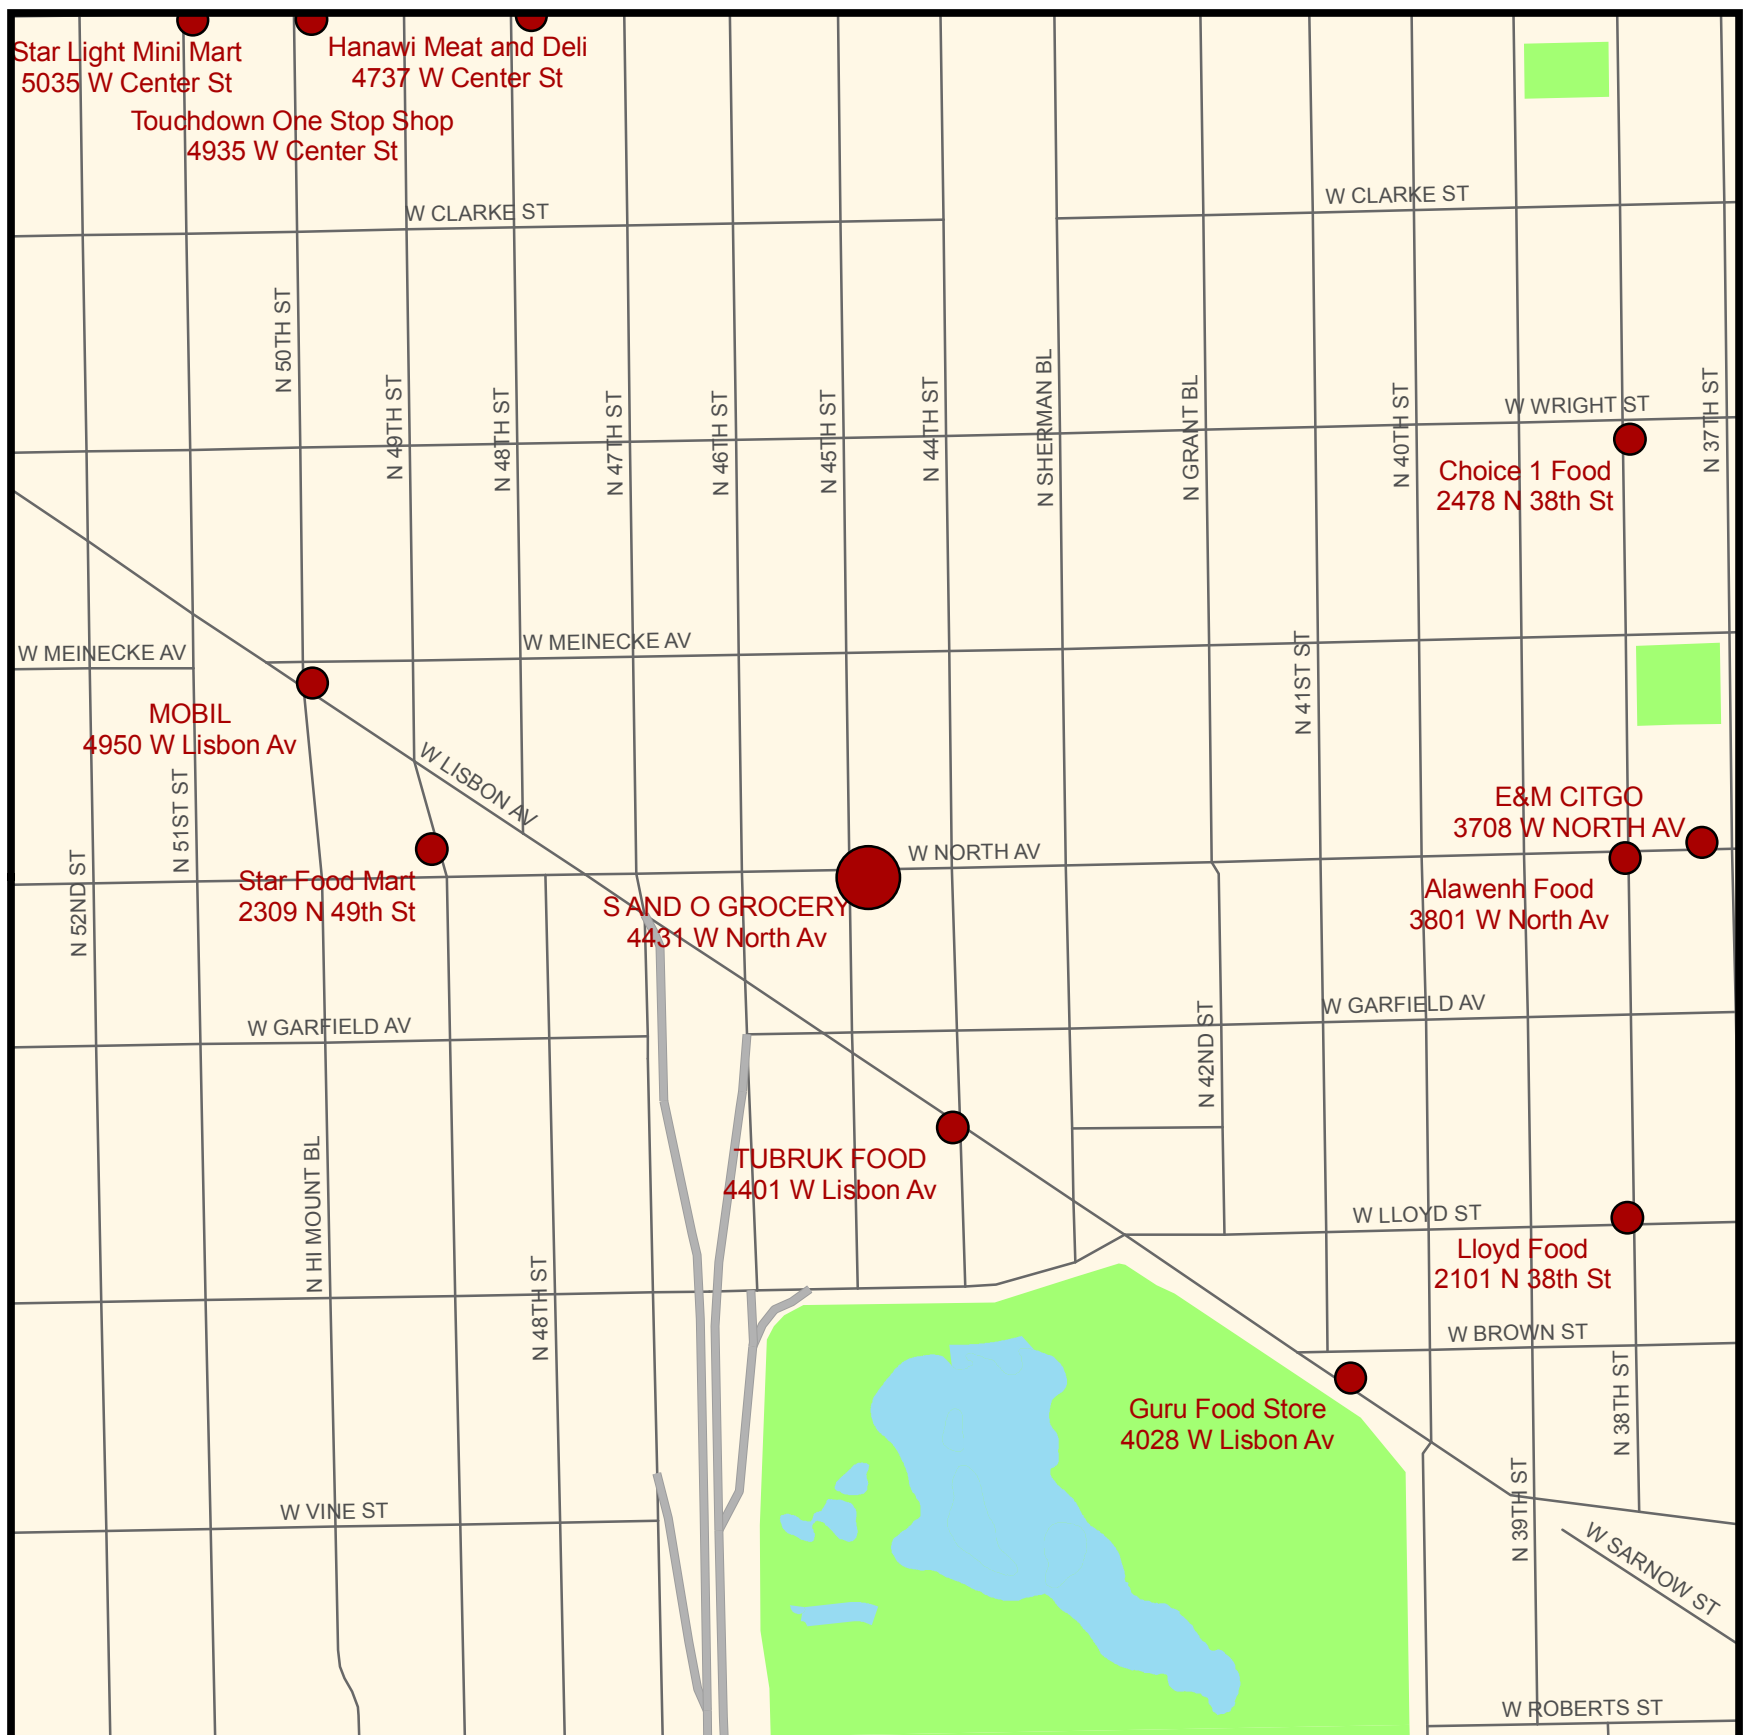 Star Light Mini Mart
5035 W Center St
Hanawi Meat and Deli
4737 W Center St
Touchdown One Stop Shop
4935 W Center St
W CLARKE ST
W CLARKE ST
N 50TH ST
N 49TH ST
N 48TH ST
N 47TH ST
N 46TH ST
N 45TH ST
N 44TH ST
N SHERMAN BL
N GRANT BL
N 40TH ST
W WRIGHT ST
N 37TH ST
Choice 1 Food
2478 N 38th St
W MEINECKE AV
W MEINECKE AV
N 41ST ST
MOBIL
4950 W Lisbon Av
W LISBON AV
N 51ST ST
N 52ND ST
E&M CITGO
3708 W NORTH AV
W NORTH AV
Star Food Mart
2309 N 49th St
S AND O GROCERY
4431 W North Av
Alawenh Food
3801 W North Av
W GARFIELD AV
W GARFIELD AV
N 42ND ST
TUBRUK FOOD
4401 W Lisbon Av
N HI MOUNT BL
W LLOYD ST
Lloyd Food
2101 N 38th St
N 48TH ST
W BROWN ST
N 38TH ST
Guru Food Store
4028 W Lisbon Av
W VINE ST
N 39TH ST
W SARNOW ST
W ROBERTS ST